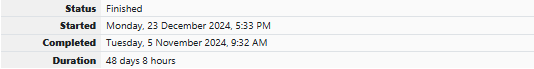 Status Finished
Started Monday, 23 December 2024, 5:33 PM
Completed Tuesday, 5 November 2024, 9:32 AM
Duration 48 days 8 hours